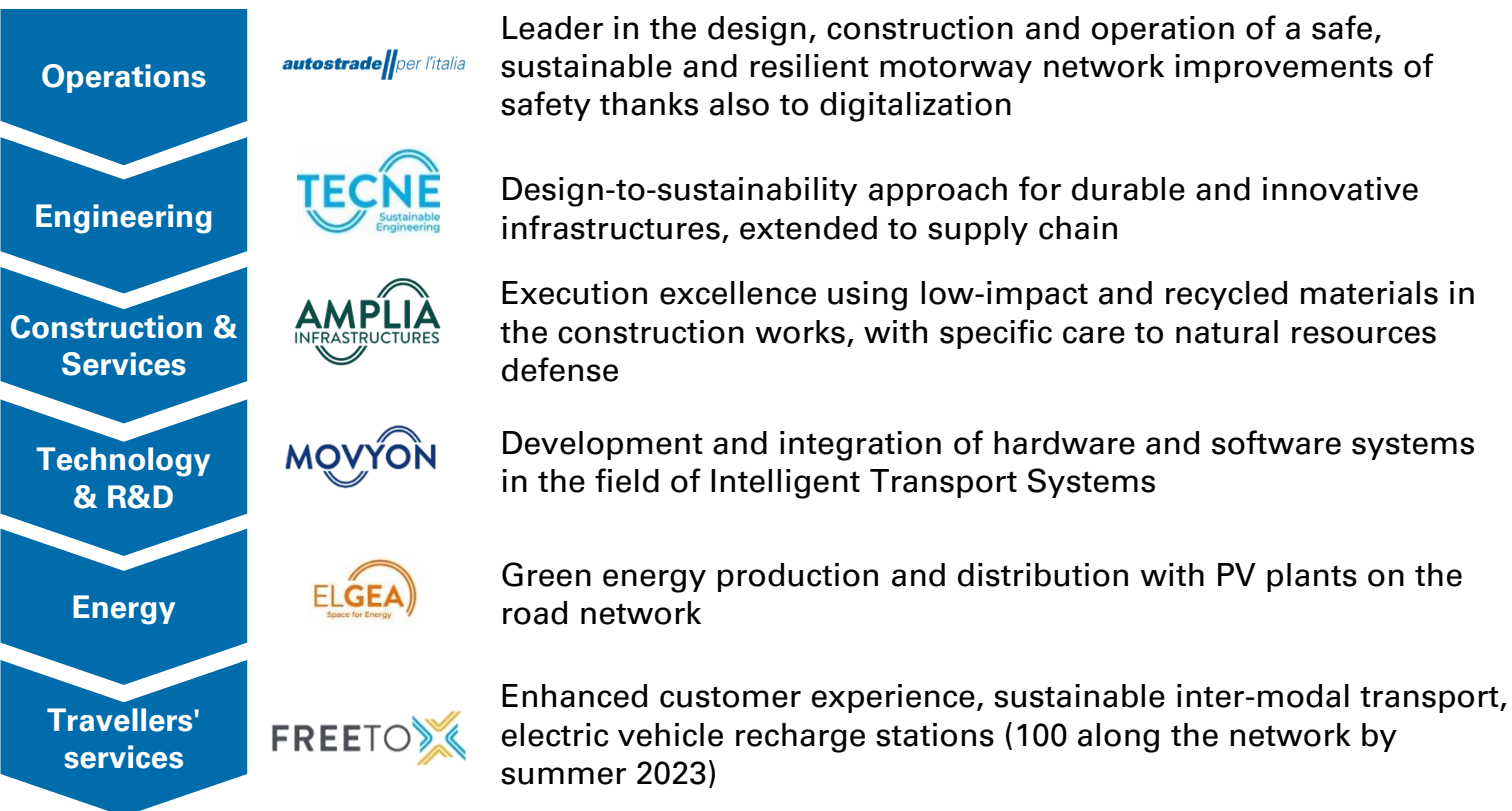 Operations
autostrade//per l'italia
Leader in the design, construction and operation of a safe,
sustainable and resilient motorway network improvements of
safety thanks also to digitalization
Engineering
TECNE
Sustainable
Engineering
Design-to-sustainability approach for durable and innovative
infrastructures, extended to supply chain
Construction &
Services
AMPLIA
INFRASTRUCTURES
Execution excellence using low-impact and recycled materials in
the construction works, with specific care to natural resources
defense
Technology
& R&D
MOVYON
Development and integration of hardware and software systems
in the field of Intelligent Transport Systems
Energy
ELGEA
Space for Energy
Green energy production and distribution with PV plants on the
road network
Travellers'
services
FREETOX
Enhanced customer experience, sustainable inter-modal transport,
electric vehicle recharge stations (100 along the network by
summer 2023)